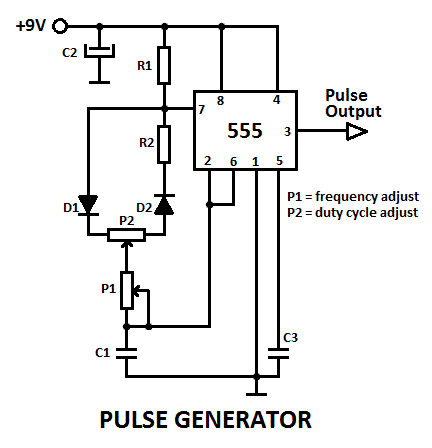 +9V
C2
R1
7
8
4
Pulse
Output
555
3
R2
2
6
1
5
D1
P2
D2
P1 = frequency adjust
P2 = duty cycle adjust
P1
C1
C3
PULSE GENERATOR